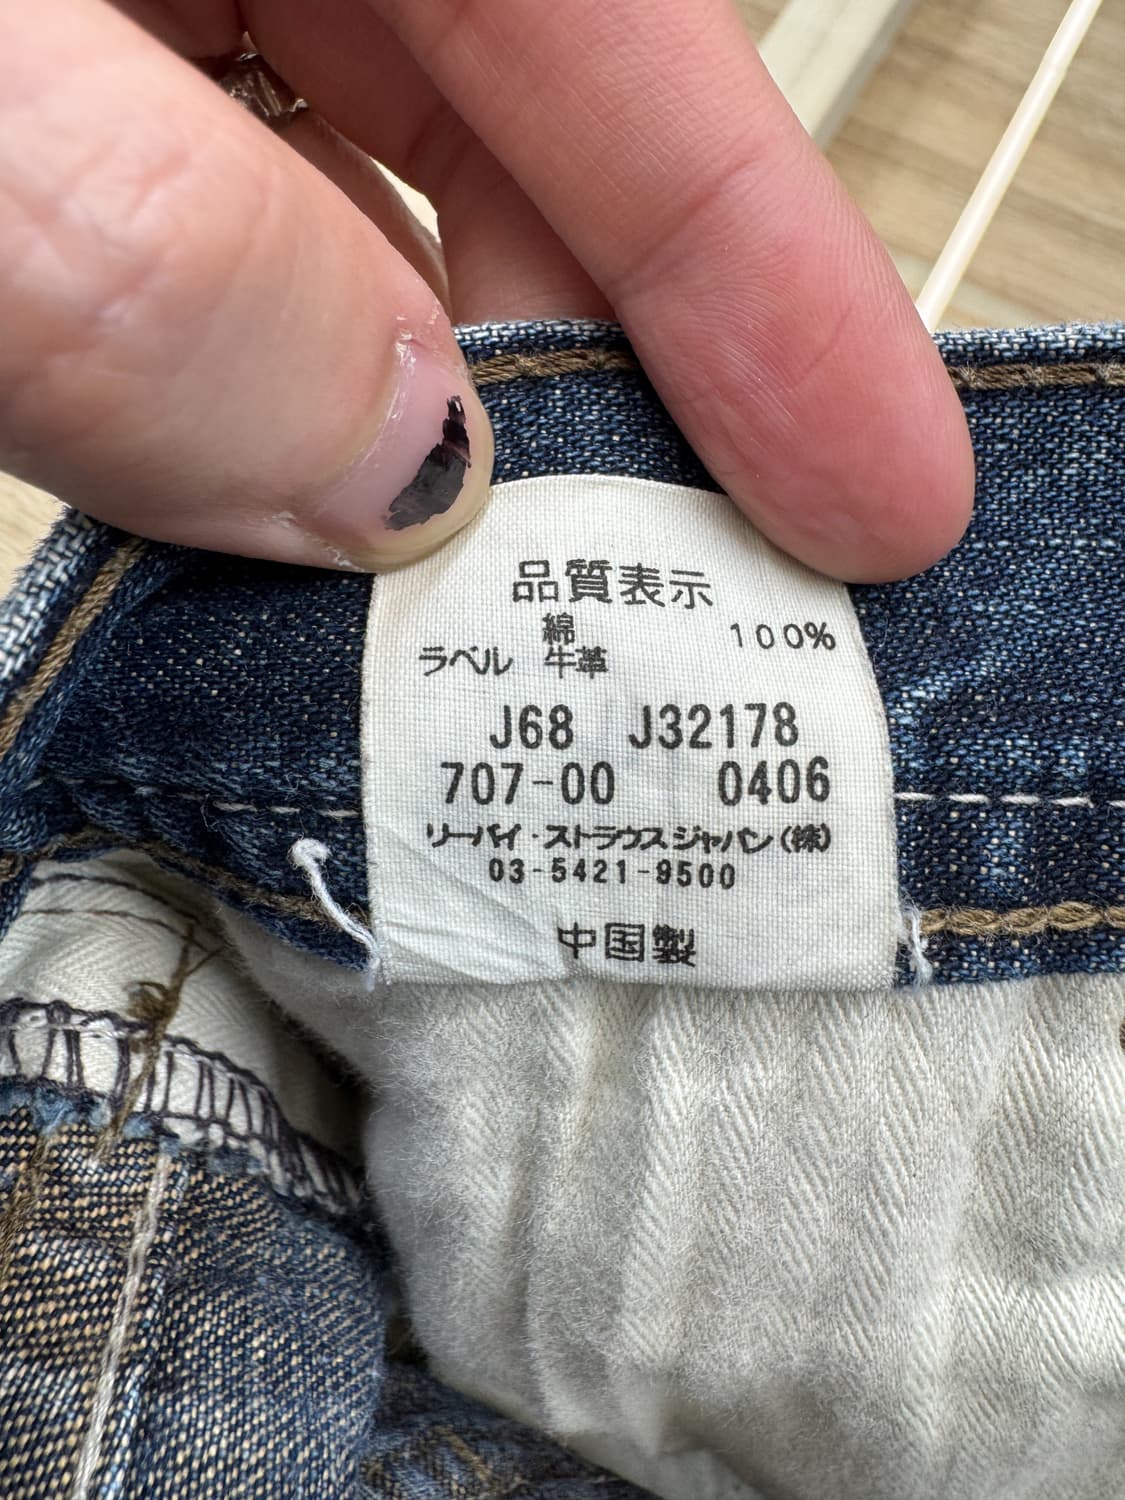 品質表示
綿 100%
ラベル 牛革
J68 J32178
707-00 0406
リーバイ・ストラウスジャパン(株)
03-5421-9500
中国製